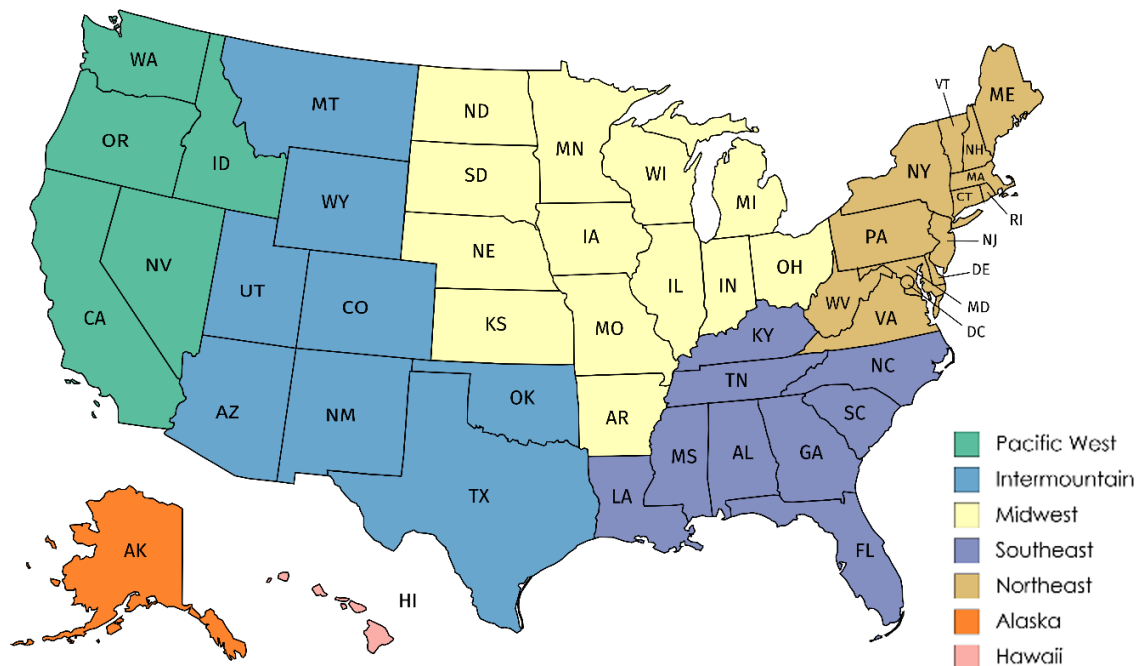 WA
MT
ND
MN
VT
ME
OR
ID
SD
WI
MI
NY
NH
MA
CT
RI
WY
NE
IA
PA
NJ
NV
UT
CO
IL
IN
OH
DE
CA
KS
MO
WV
VA
MD
DC
KY
AZ
NM
OK
AR
TN
NC
SC
TX
LA
MS
AL
GA
FL
AK
HI
Pacific West
Intermountain
Midwest
Southeast
Northeast
Alaska
Hawaii